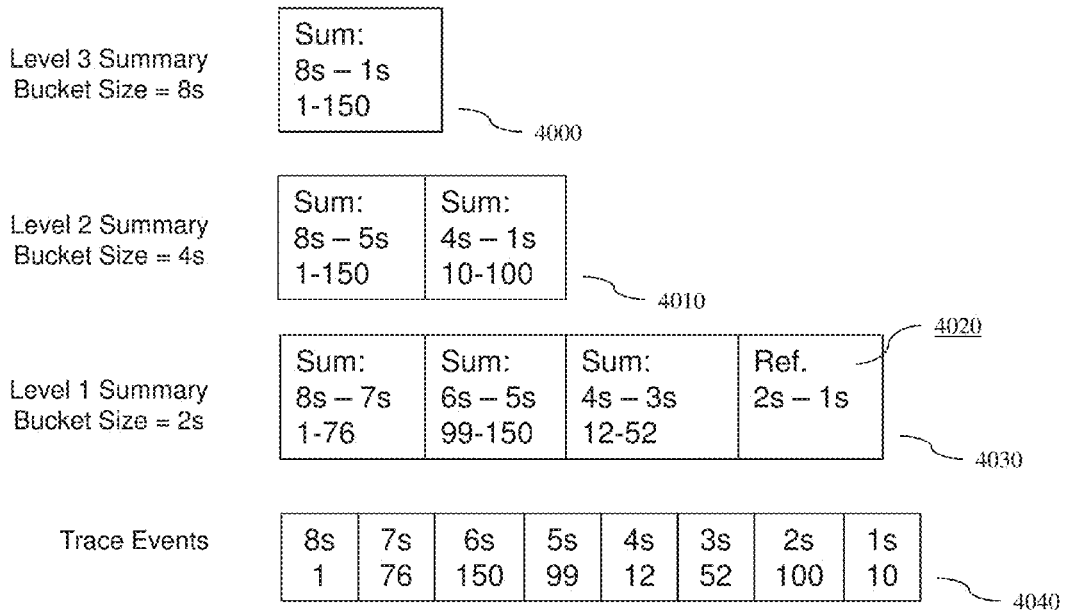 Level 3 Summary
Bucket Size = 8s
Sum:
8s – 1s
1-150
4000
Level 2 Summary
Bucket Size = 4s
Sum:
8s – 5s
1-150
Sum:
4s – 1s
10-100
4010
4020
Level 1 Summary
Bucket Size = 2s
Sum:
8s – 7s
1-76
Sum:
6s – 5s
99-150
Sum:
4s – 3s
12-52
Ref.
2s – 1s
4030
Trace Events
8s 7s 6s 5s 4s 3s 2s 1s
1 76 150 99 12 52 100 10
4040